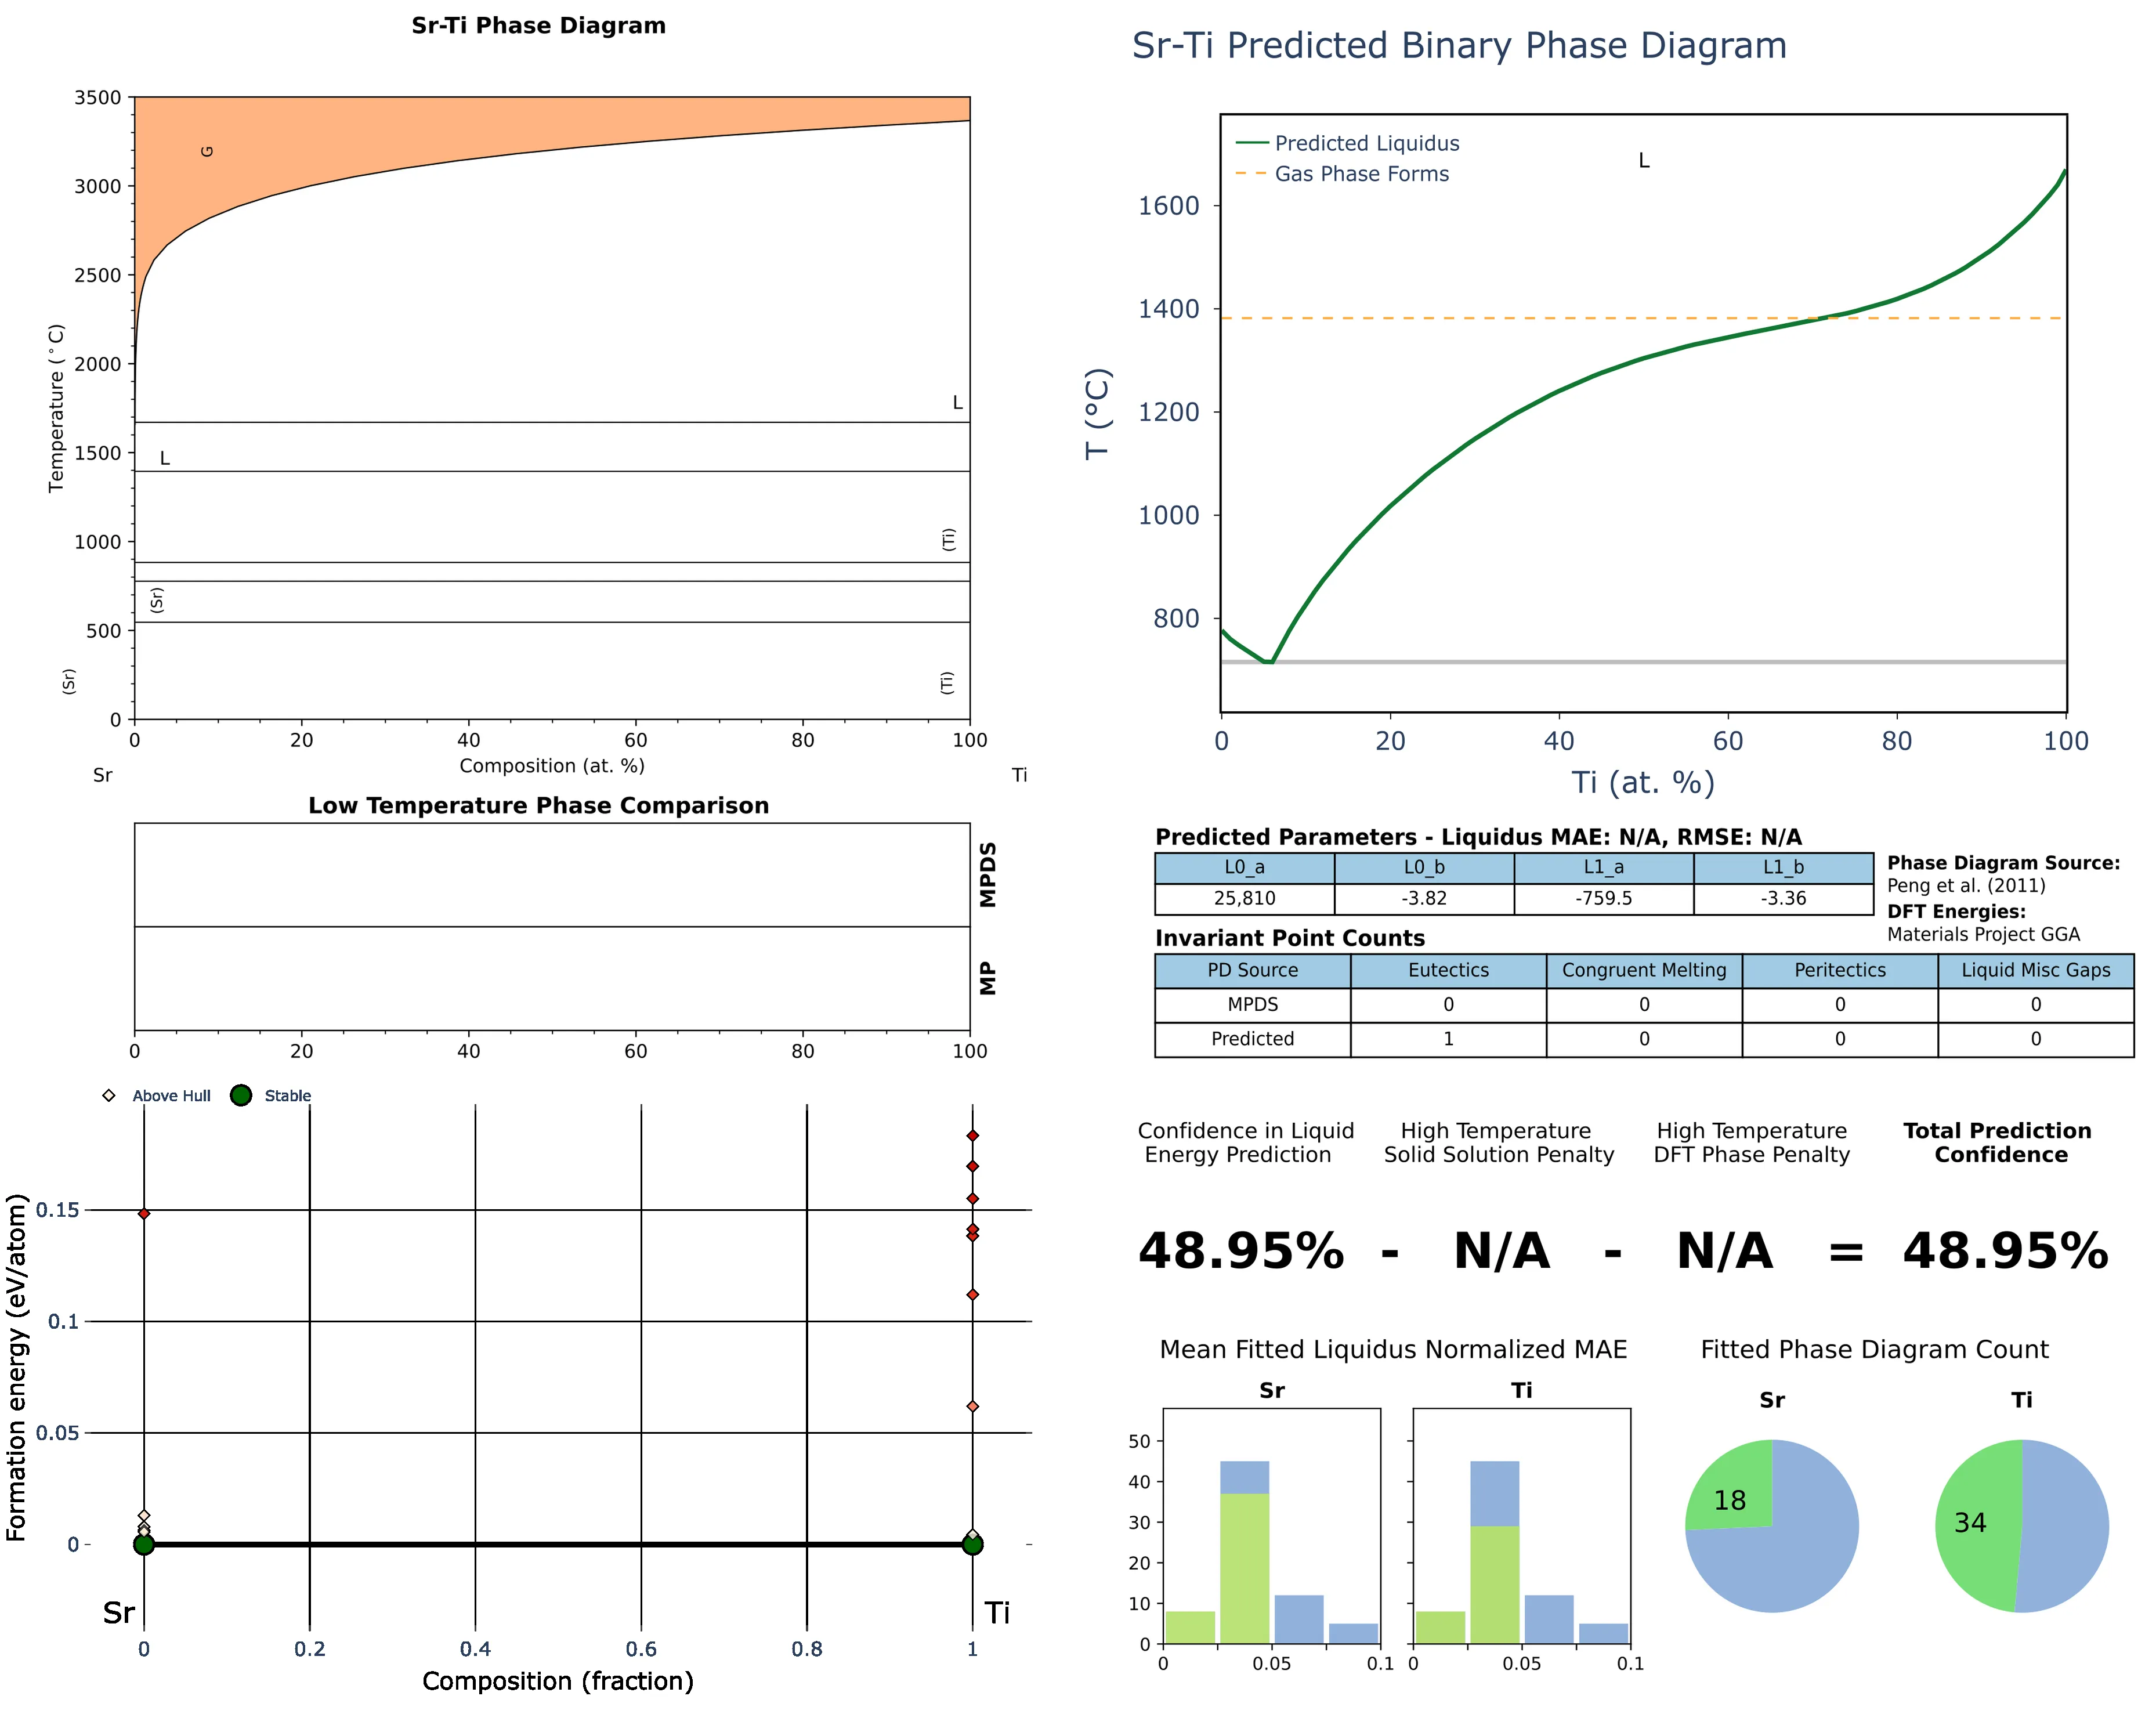 Sr-Ti Phase Diagram
3500
3000
2500
2000
1500
1000
500
0
Temperature (°C)
G
L
L
(Ti)
(Sr)
(Sr)
(Ti)
0 20 40 60 80 100
Composition (at. %)
Sr Ti
Low Temperature Phase Comparison
MPDS
MP
0 20 40 60 80 100
Above Hull Stable
0.15
0.1
0.05
0
Formation energy (eV/atom)
Sr Ti
0 0.2 0.4 0.6 0.8 1
Composition (fraction)
Sr-Ti Predicted Binary Phase Diagram
Predicted Liquidus
Gas Phase Forms
L
1600
1400
1200
1000
800
T (°C)
0 20 40 60 80 100
Ti (at. %)
Predicted Parameters - Liquidus MAE: N/A, RMSE: N/A
L0_a L0_b L1_a L1_b
25,810 -3.82 -759.5 -3.36
Phase Diagram Source:
Peng et al. (2011)
DFT Energies:
Materials Project GGA
Invariant Point Counts
PD Source Eutectics Congruent Melting Peritectics Liquid Misc Gaps
MPDS 0 0 0 0
Predicted 1 0 0 0
Confidence in Liquid
Energy Prediction
High Temperature
Solid Solution Penalty
High Temperature
DFT Phase Penalty
Total Prediction
Confidence
48.95% - N/A - N/A = 48.95%
Mean Fitted Liquidus Normalized MAE
Sr Ti
50
40
30
20
10
0
0 0.05 0.1 0 0.05 0.1
Fitted Phase Diagram Count
Sr Ti
18 34